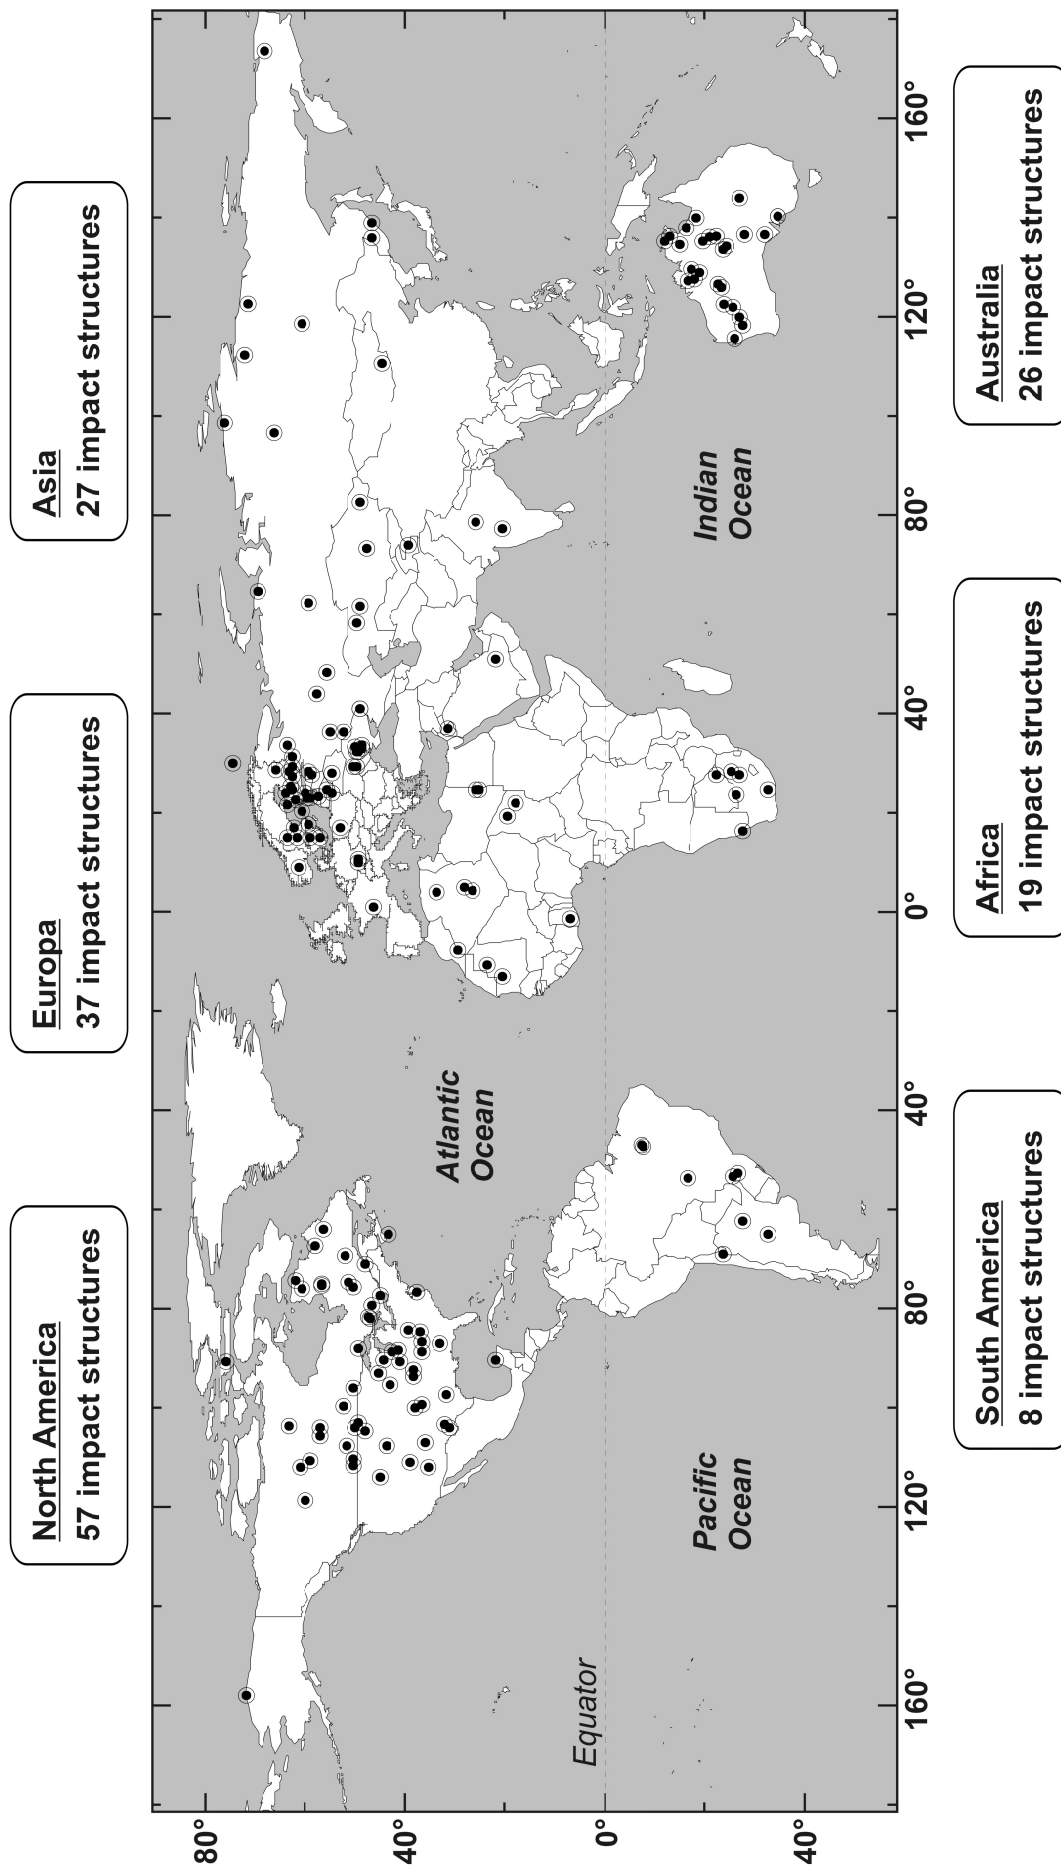 North America
57 impact structures
Europa
37 impact structures
Asia
27 impact structures
80°
40°
0°
40°
Atlantic
Ocean
Pacific
Ocean
Indian
Ocean
Equator
160°
120°
80°
40°
0°
40°
80°
120°
160°
South America
8 impact structures
Africa
19 impact structures
Australia
26 impact structures